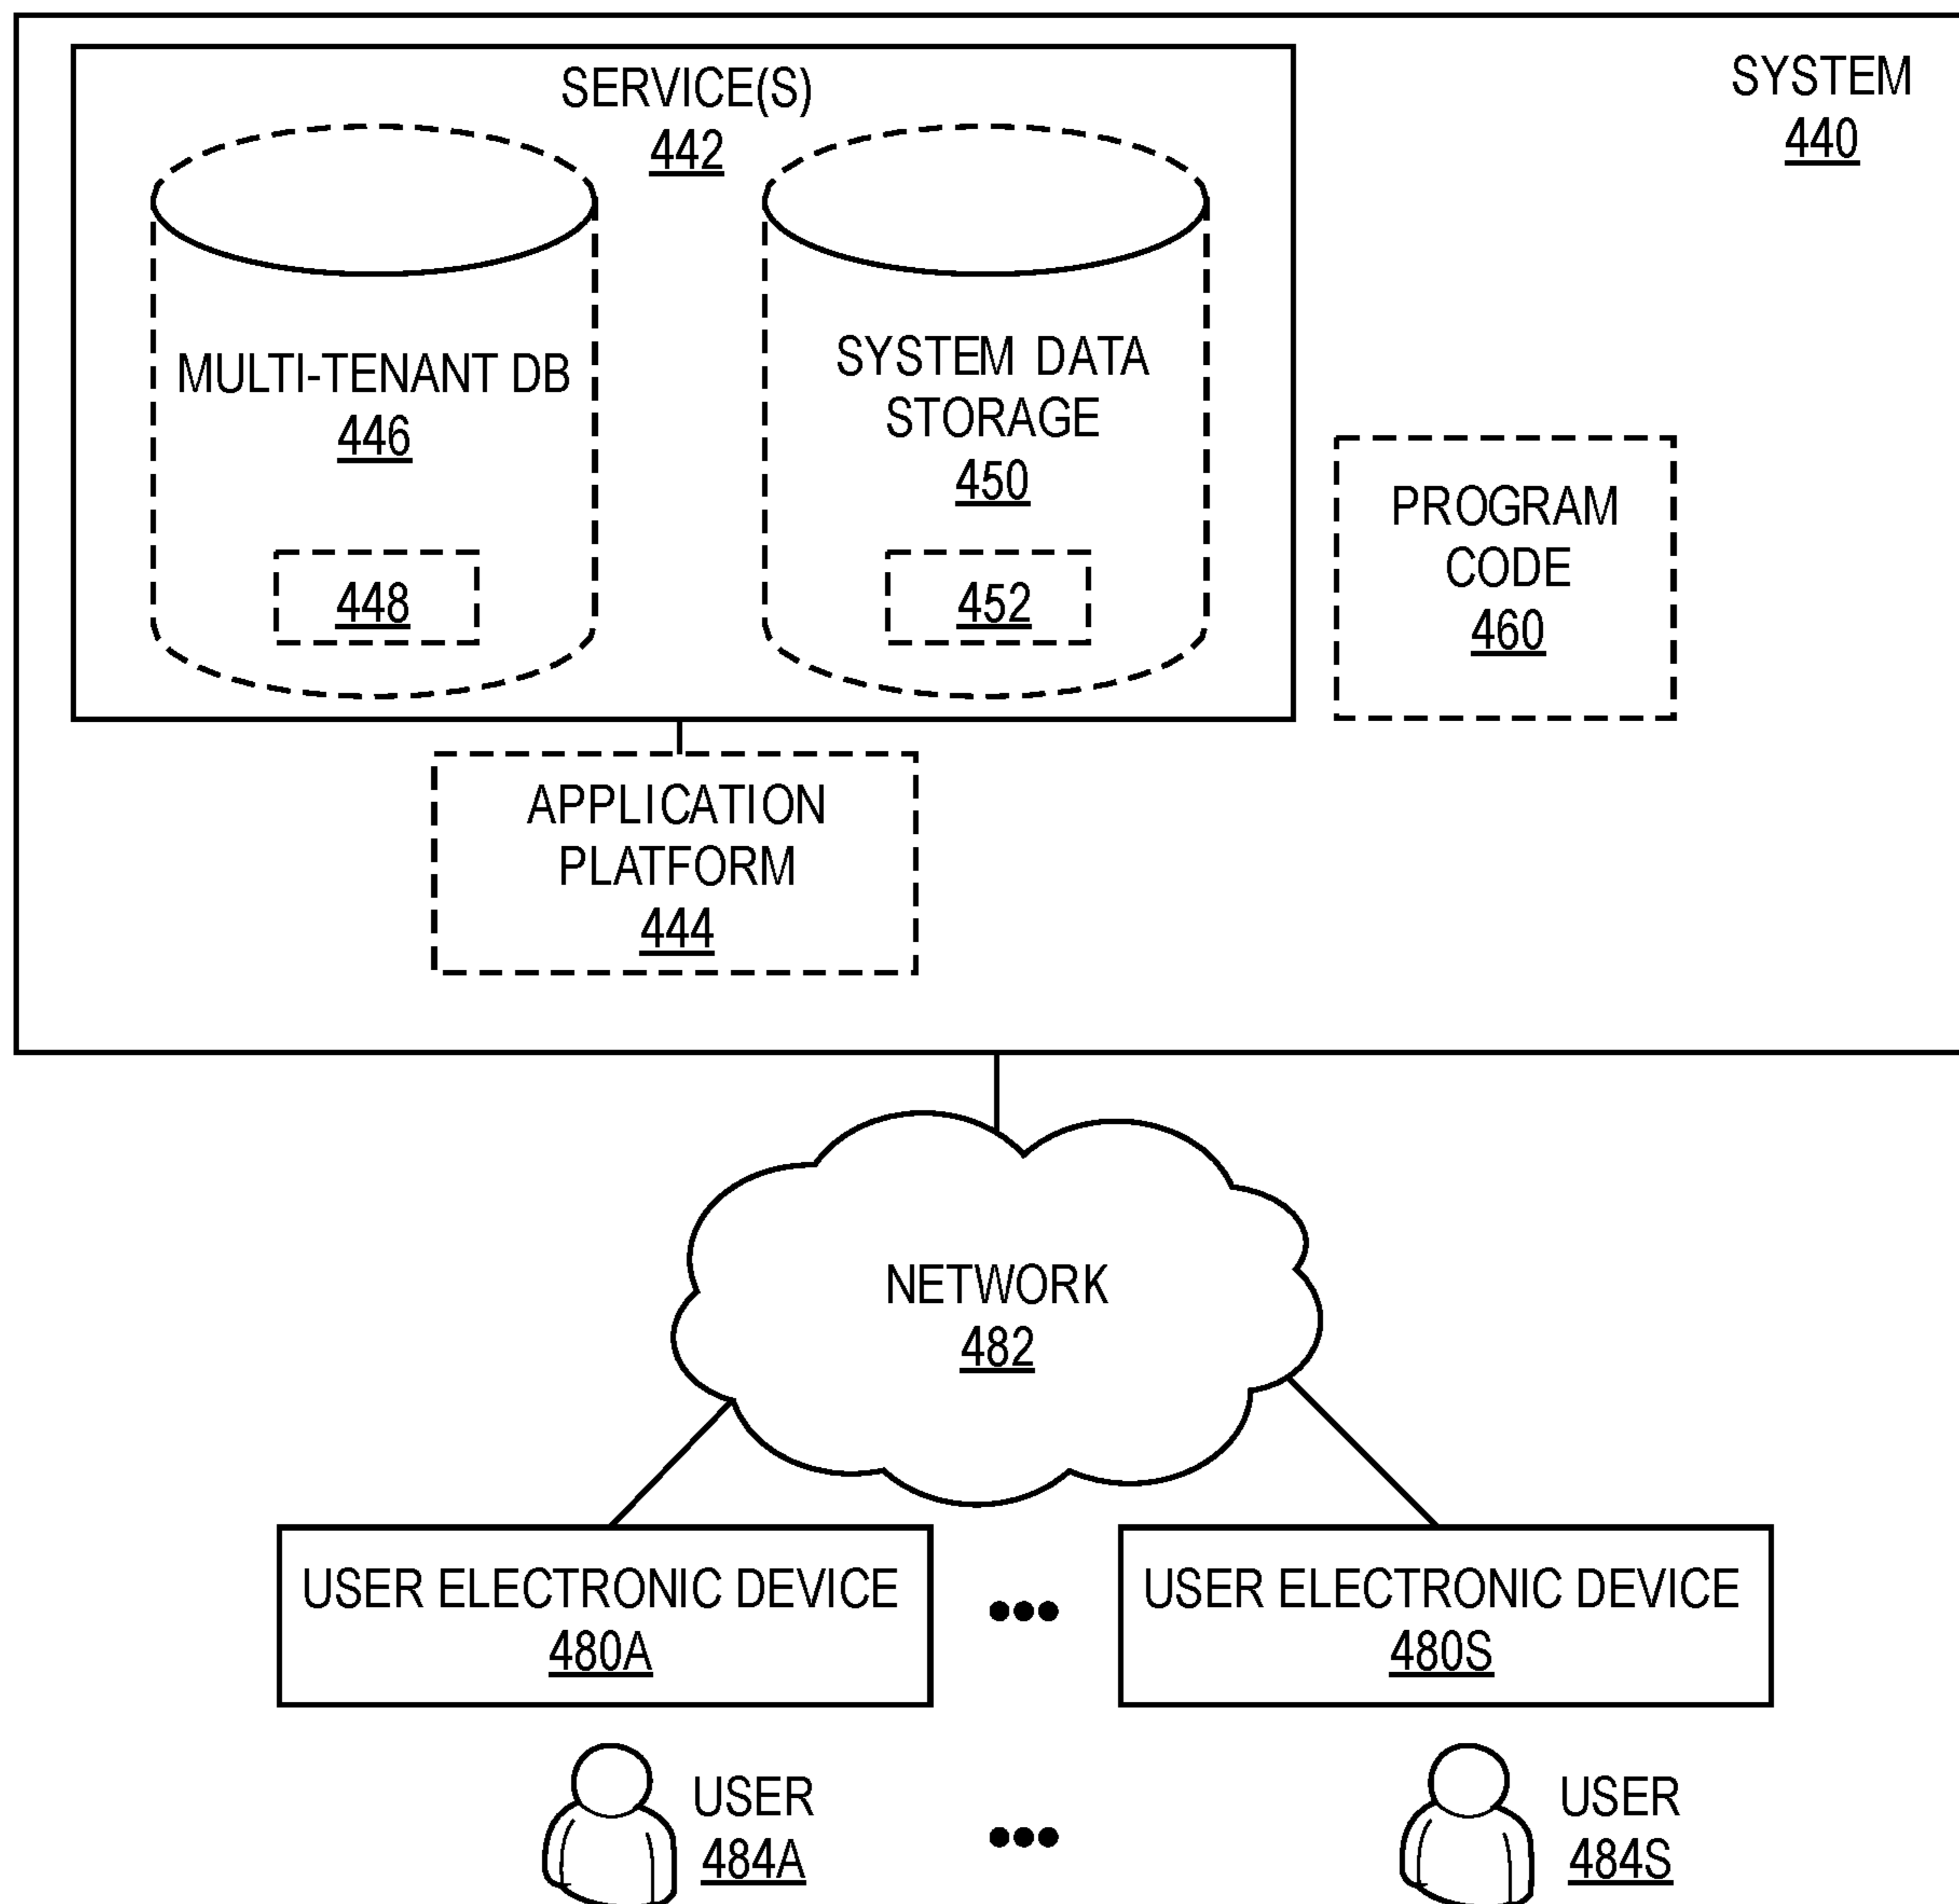 SYSTEM
440
SERVICE(S)
442
MULTI-TENANT DB
446
448
SYSTEM DATA
STORAGE
450
452
PROGRAM
CODE
460
APPLICATION
PLATFORM
444
NETWORK
482
USER ELECTRONIC DEVICE
480A
USER ELECTRONIC DEVICE
480S
USER
484A
USER
484S